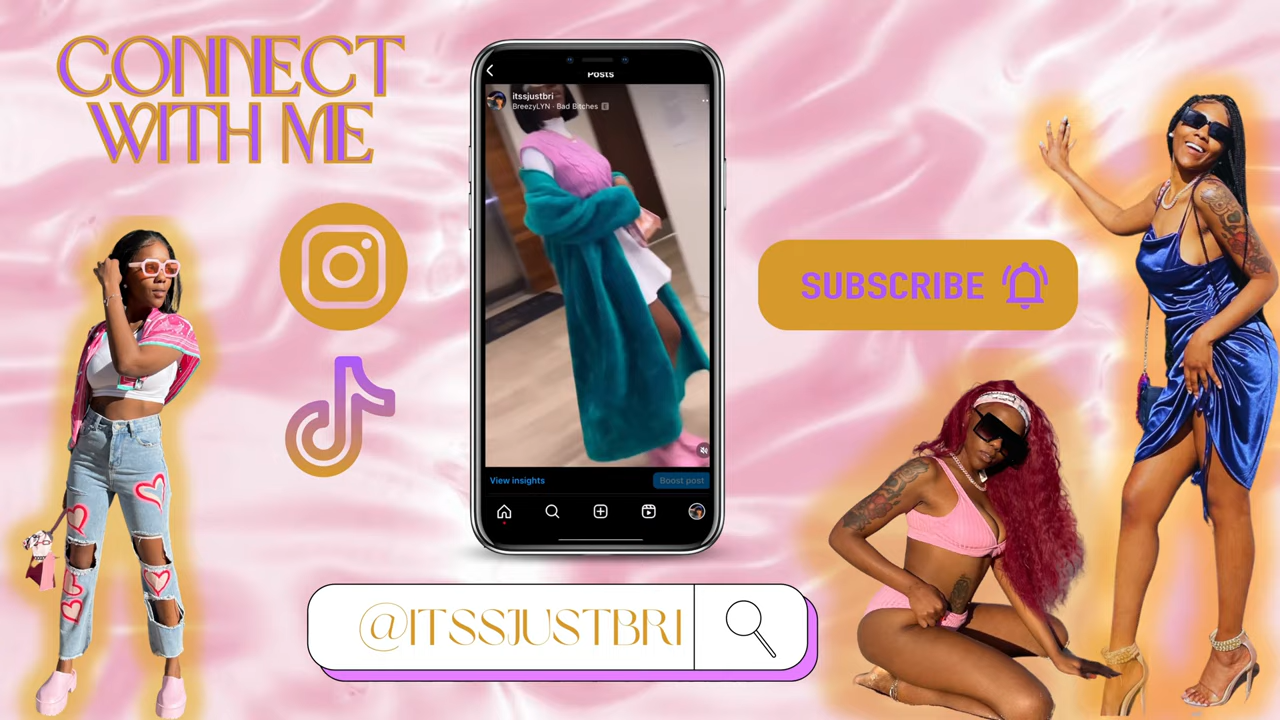 CONNECT
WITH ME
Posts
itssjustbri
BreezyLYN · Bad Bitches E
SUBSCRIBE
View insights
Boost post
@ITSSJUSTBRI